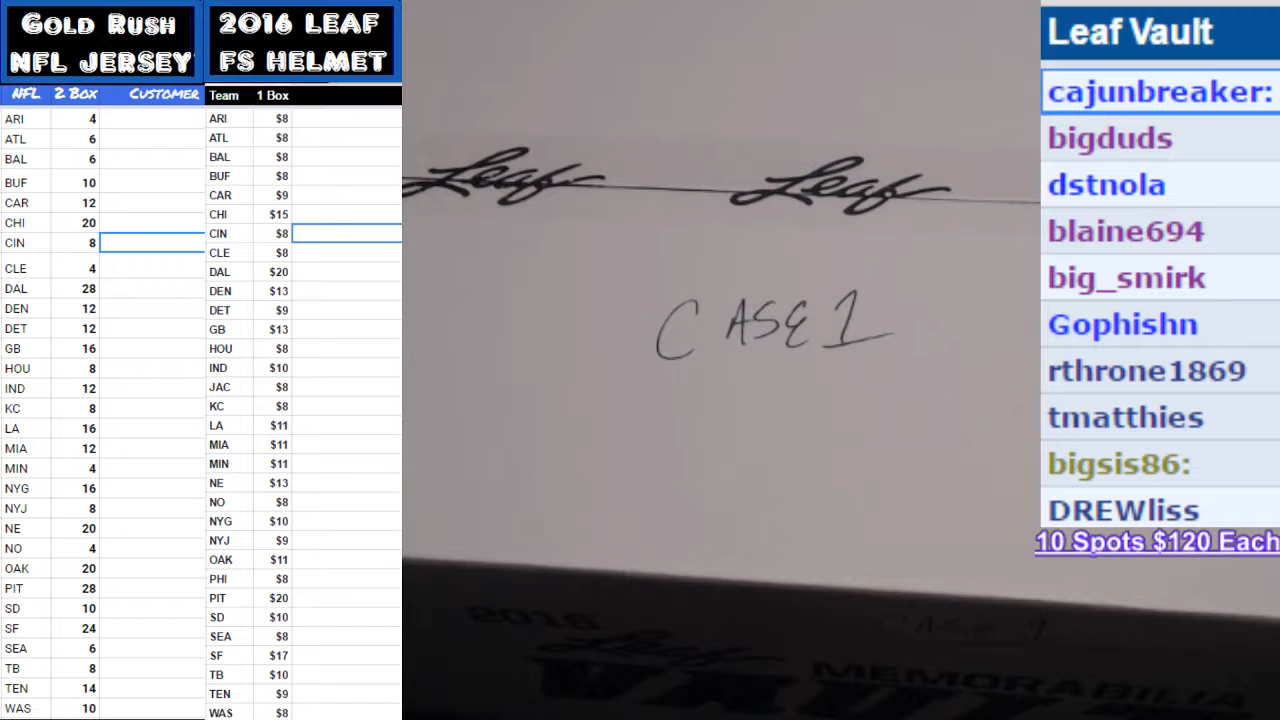 Gold Rush
NFL JERSEY
NFL 2 Box Customer
ARI 4
ATL 6
BAL 6
BUF 10
CAR 12
CHI 20
CIN 8
CLE 4
DAL 28
DEN 12
DET 12
GB 16
HOU 8
IND 12
KC 8
LA 16
MIA 12
MIN 4
NYG 16
NYJ 8
NE 20
NO 4
OAK 20
PIT 28
SD 10
SF 24
SEA 6
TB 8
TEN 14
WAS 10
2016 LEAF
FS HELMET
Team 1 Box
ARI $8
ATL $8
BAL $8
BUF $8
CAR $9
CHI $15
CIN $8
CLE $8
DAL $20
DEN $13
DET $9
GB $13
HOU $8
IND $10
JAC $8
KC $8
LA $11
MIA $11
MIN $11
NE $13
NO $8
NYG $10
NYJ $9
OAK $11
PHI $8
PIT $20
SD $10
SEA $8
SF $17
TB $10
TEN $9
WAS $8
Leaf Leaf
CASE 1
CASE 1
2016
Leaf
MEMORABILIA
VAULT
Leaf Vault
cajunbreaker:
bigduds
dstnola
blaine694
big_smirk
Gophishn
rthrone1869
tmatthies
bigsis86:
DREWliss
10 Spots $120 Each